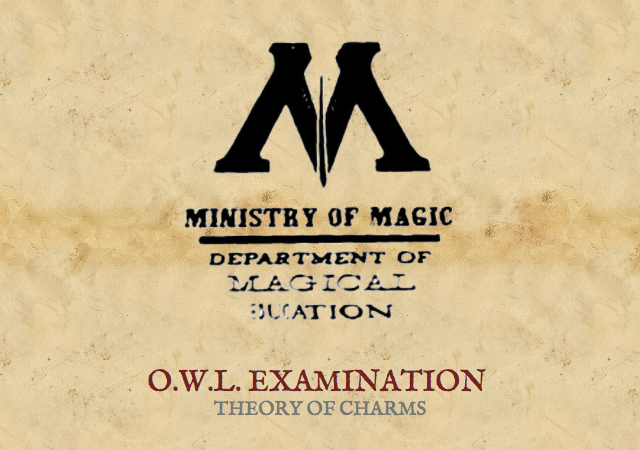 M
MINISTRY OF MAGIC
DEPARTMENT OF
MAGICAL
O.W.L. EXAMINATION
THEORY OF CHARMS